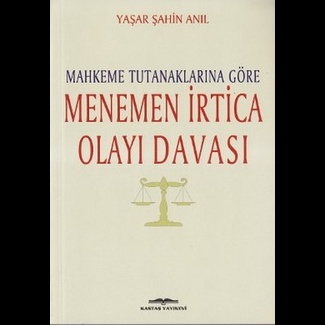 YAŞAR ŞAHİN ANIL
MAHKEME TUTANAKLARINA GÖRE
MENEMEN İRTİCA
OLAYI DAVASI
KASTAŞ YAYINEVİ